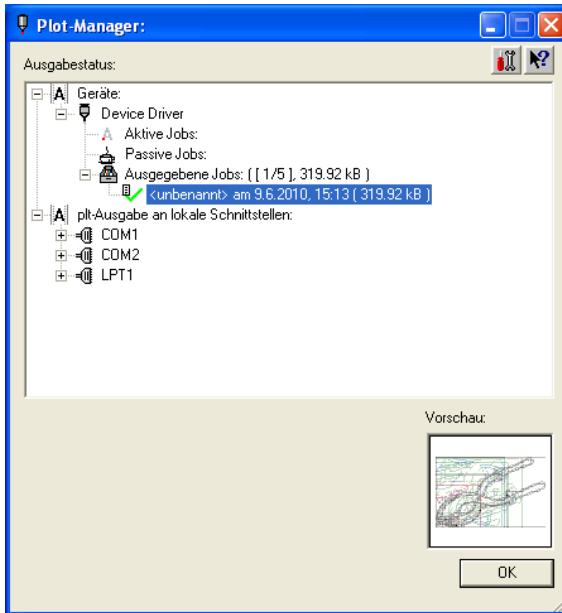 Plot-Manager:
Ausgabestatus:
Geräte:
Device Driver
Aktive Jobs:
Passive Jobs:
Ausgegebene Jobs: ( [ 1/5 ], 319.92 kB )
<unbenannt> am 9.6.2010, 15:13 ( 319.92 kB )
plt-Ausgabe an lokale Schnittstellen:
COM1
COM2
LPT1
Vorschau:
OK